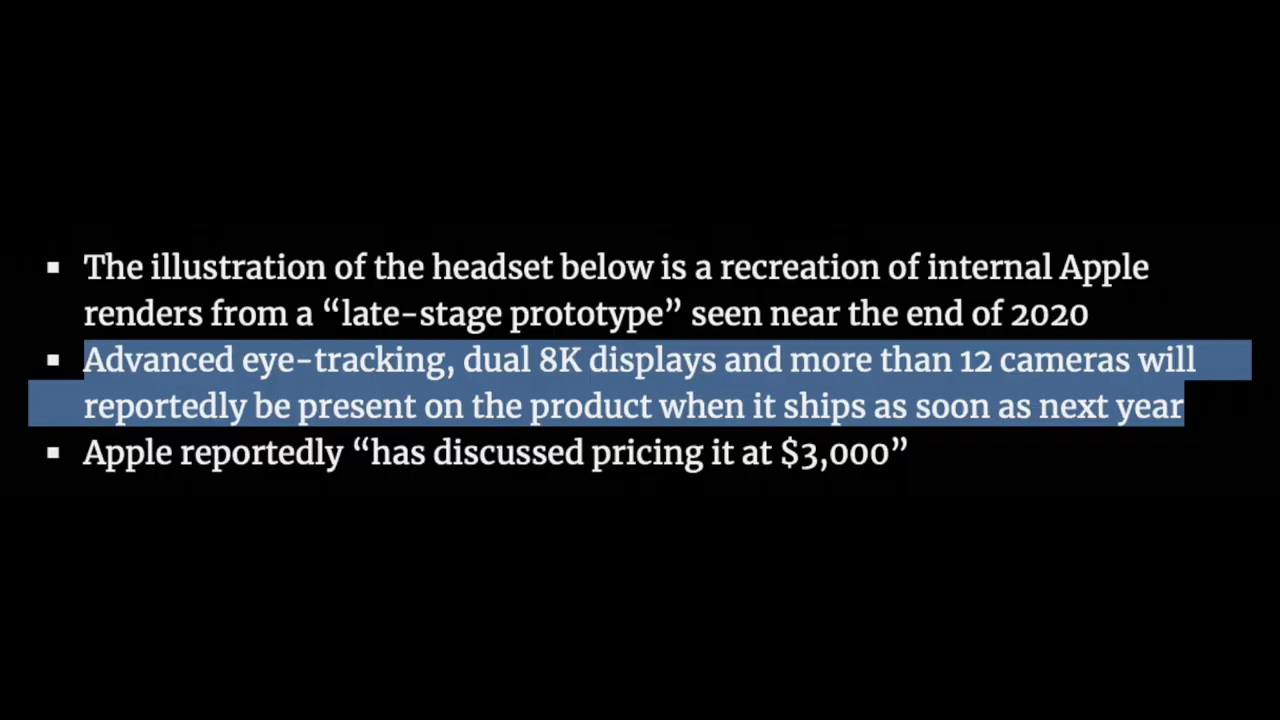 ▪ The illustration of the headset below is a recreation of internal Apple
renders from a “late-stage prototype” seen near the end of 2020
▪ Advanced eye-tracking, dual 8K displays and more than 12 cameras will
reportedly be present on the product when it ships as soon as next year
▪ Apple reportedly “has discussed pricing it at $3,000”